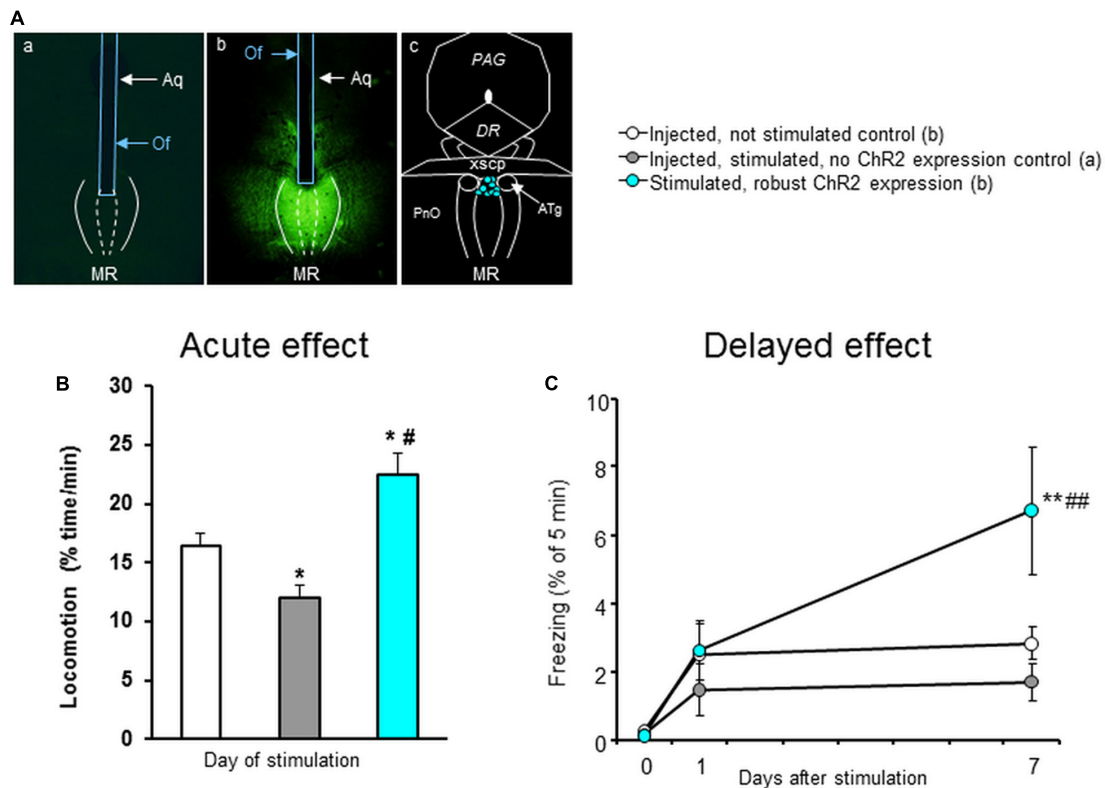 A
a
Aq
Of
MR
b
Of
Aq
MR
c
PAG
DR
xscp
PnO
ATg
MR
Injected, not stimulated control (b)
Injected, stimulated, no ChR2 expression control (a)
Stimulated, robust ChR2 expression (b)
Acute effect
B
Locomotion (% time/min)
30
25
20
15
10
5
0
*
* #
Day of stimulation
Delayed effect
C
Freezing (% of 5 min)
10
8
6
4
2
0
**##
0 1 7
Days after stimulation